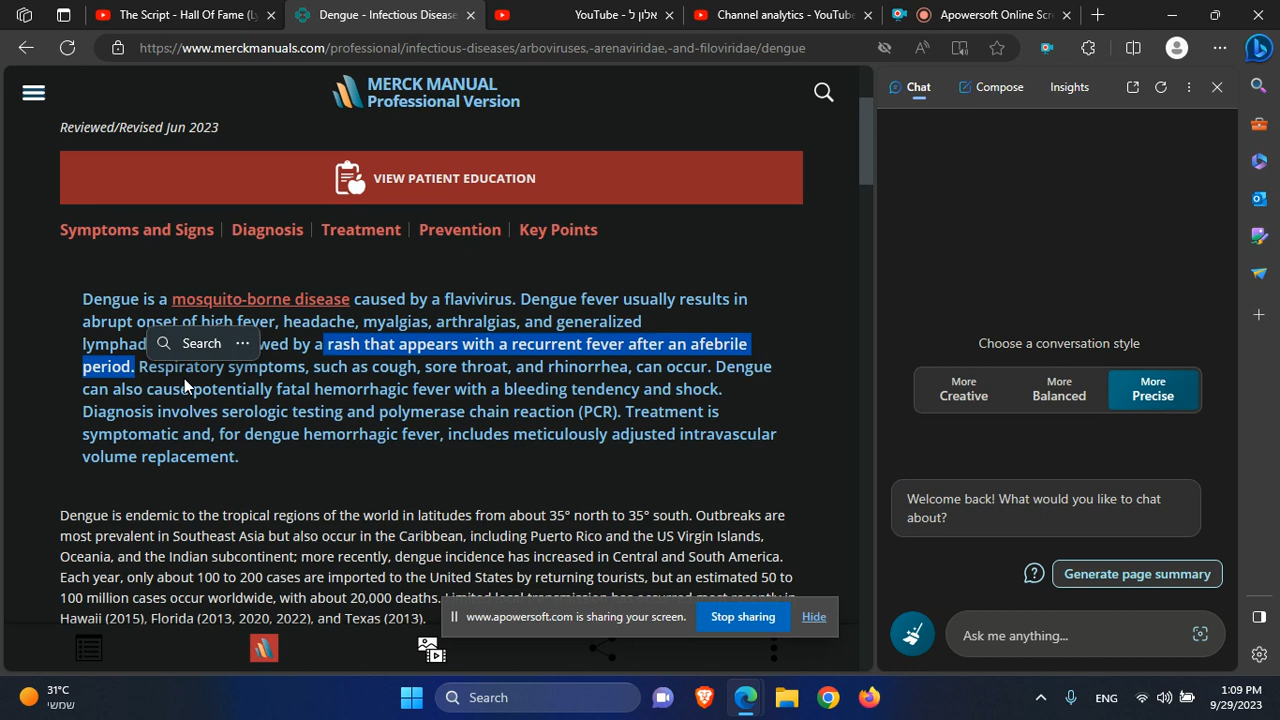 The Script - Hall Of Fame (Ly
Dengue - Infectious Disease
YouTube - אלון ל
Channel analytics - YouTube
Apowersoft Online Scr
https://www.merckmanuals.com/professional/infectious-diseases/arboviruses,-arenaviridae,-and-filoviridae/dengue
MERCK MANUAL
Professional Version
Reviewed/Revised Jun 2023
VIEW PATIENT EDUCATION
Symptoms and Signs | Diagnosis | Treatment | Prevention | Key Points
Dengue is a mosquito-borne disease caused by a flavivirus. Dengue fever usually results in
abrupt onset of high fever, headache, myalgias, arthralgias, and generalized
lymphad wed by a rash that appears with a recurrent fever after an afebrile
Search
period. Respiratory symptoms, such as cough, sore throat, and rhinorrhea, can occur. Dengue
can also cause potentially fatal hemorrhagic fever with a bleeding tendency and shock.
Diagnosis involves serologic testing and polymerase chain reaction (PCR). Treatment is
symptomatic and, for dengue hemorrhagic fever, includes meticulously adjusted intravascular
volume replacement.
Dengue is endemic to the tropical regions of the world in latitudes from about 35° north to 35° south. Outbreaks are
most prevalent in Southeast Asia but also occur in the Caribbean, including Puerto Rico and the US Virgin Islands,
Oceania, and the Indian subcontinent; more recently, dengue incidence has increased in Central and South America.
Each year, only about 100 to 200 cases are imported to the United States by returning tourists, but an estimated 50 to
100 million cases occur worldwide, with about 20,000 deaths. Limited local transmission has occurred most recently in
Hawaii (2015), Florida (2013, 2020, 2022), and Texas (2013).
www.apowersoft.com is sharing your screen.
Stop sharing
Hide
Chat
Compose
Insights
Choose a conversation style
More
Creative
More
Balanced
More
Precise
Welcome back! What would you like to chat
about?
Generate page summary
Ask me anything...
31°C
שמשי
Search
ENG
1:09 PM
9/29/2023